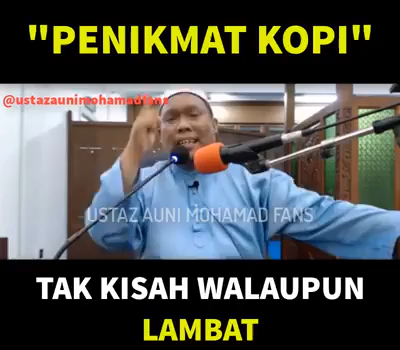 "PENIKMAT KOPI"
@ustazaunimohamadfans
USTAZ AUNI MOHAMAD FANS
TAK KISAH WALAUPUN
LAMBAT